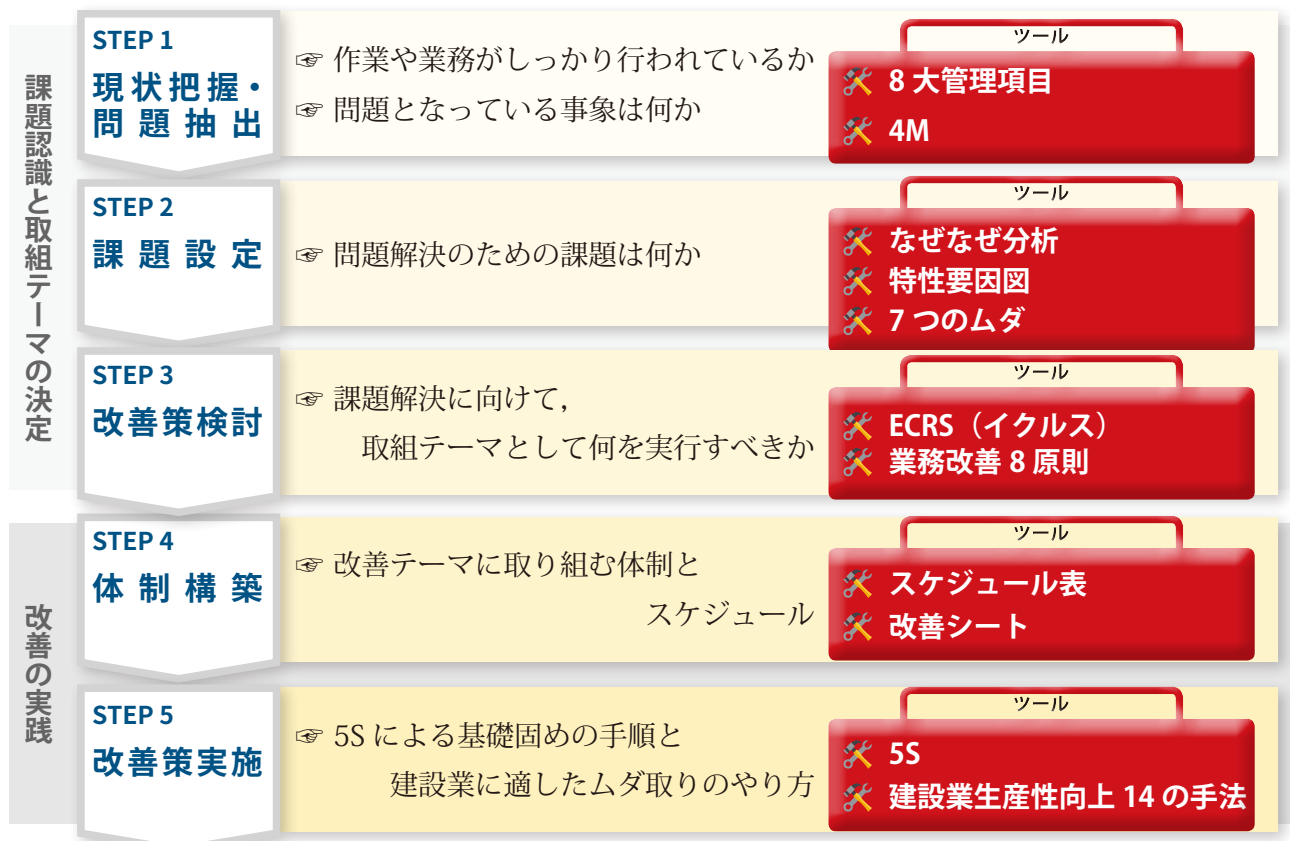 課題認識と取組テーマの決定
STEP 1
現状把握・
問題抽出
☞ 作業や業務がしっかり行われているか
☞ 問題となっている事象は何か
ツール
8 大管理項目
4M
STEP 2
課題設定
☞ 問題解決のための課題は何か
ツール
なぜなぜ分析
特性要因図
7 つのムダ
STEP 3
改善策検討
☞ 課題解決に向けて，
取組テーマとして何を実行すべきか
ツール
ECRS（イクルス）
業務改善 8 原則
改善の実践
STEP 4
体制構築
☞ 改善テーマに取り組む体制と
スケジュール
ツール
スケジュール表
改善シート
STEP 5
改善策実施
☞ 5S による基礎固めの手順と
建設業に適したムダ取りのやり方
ツール
5S
建設業生産性向上 14 の手法